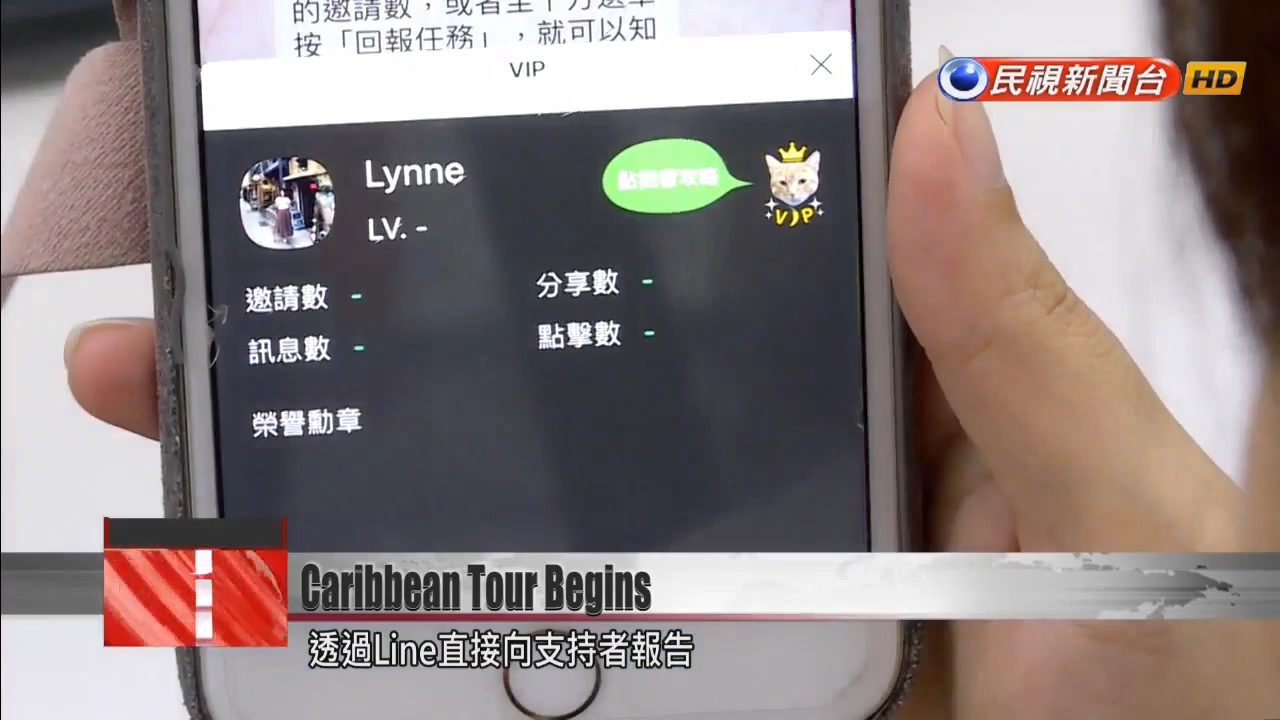 的邀請數，或者至下方選單
按「回報任務」，就可以知
VIP
民視新聞台 HD
Lynne
LV. -
點我看攻略
VIP
邀請數 -
分享數 -
訊息數 -
點擊數 -
榮譽勳章
Caribbean Tour Begins
透過Line直接向支持者報告